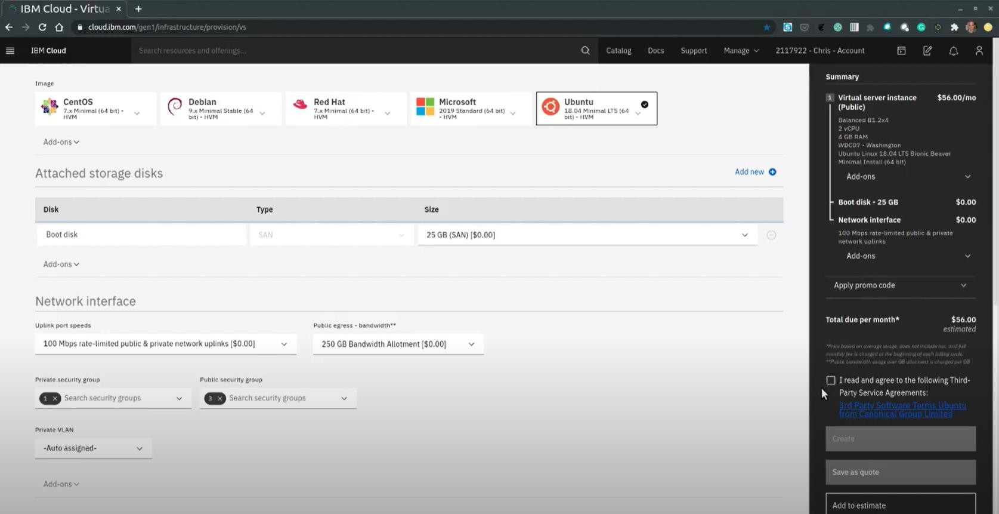 IBM Cloud - Virtua
cloud.ibm.com/gen1/infrastructure/provision/vs
IBM Cloud
Search resources and offerings...
Catalog
Docs
Support
Manage
2117922 - Chris - Account
Image
CentOS
7.x Minimal (64 bit) -
HVM
Debian
9.x Minimal Stable (64
bit) - HVM
Red Hat
7.x Minimal (64 bit) -
HVM
Microsoft
2019 Standard (64 bit)
- HVM
Ubuntu
18.04 Minimal LTS (64
bit) - HVM
Add-ons
Attached storage disks
Add new
Disk
Type
Size
Boot disk
SAN
25 GB (SAN) [$0.00]
Add-ons
Network interface
Uplink port speeds
100 Mbps rate-limited public & private network uplinks [$0.00]
Public egress - bandwidth**
250 GB Bandwidth Allotment [$0.00]
Private security group
1 × Search security groups
Public security group
3 × Search security groups
Private VLAN
-Auto assigned-
Add-ons
Summary
1 Virtual server instance $56.00/mo
(Public)
Balanced B1.2x4
2 vCPU
4 GB RAM
WDC07 - Washington
Ubuntu Linux 18.04 LTS Bionic Beaver
Minimal Install (64 bit)
Add-ons
Boot disk - 25 GB $0.00
Network interface $0.00
100 Mbps rate-limited public & private
network uplinks
Add-ons
Apply promo code
Total due per month* $56.00
estimated
*Price based on average usage, does not include tax, and full
monthly fee is charged at the beginning of each billing cycle.
**Public bandwidth usage over GB allotment is charged per GB
I read and agree to the following Third-
Party Service Agreements:
3rd Party Software Terms Ubuntu
from Canonical Group Limited
Create
Save as quote
Add to estimate